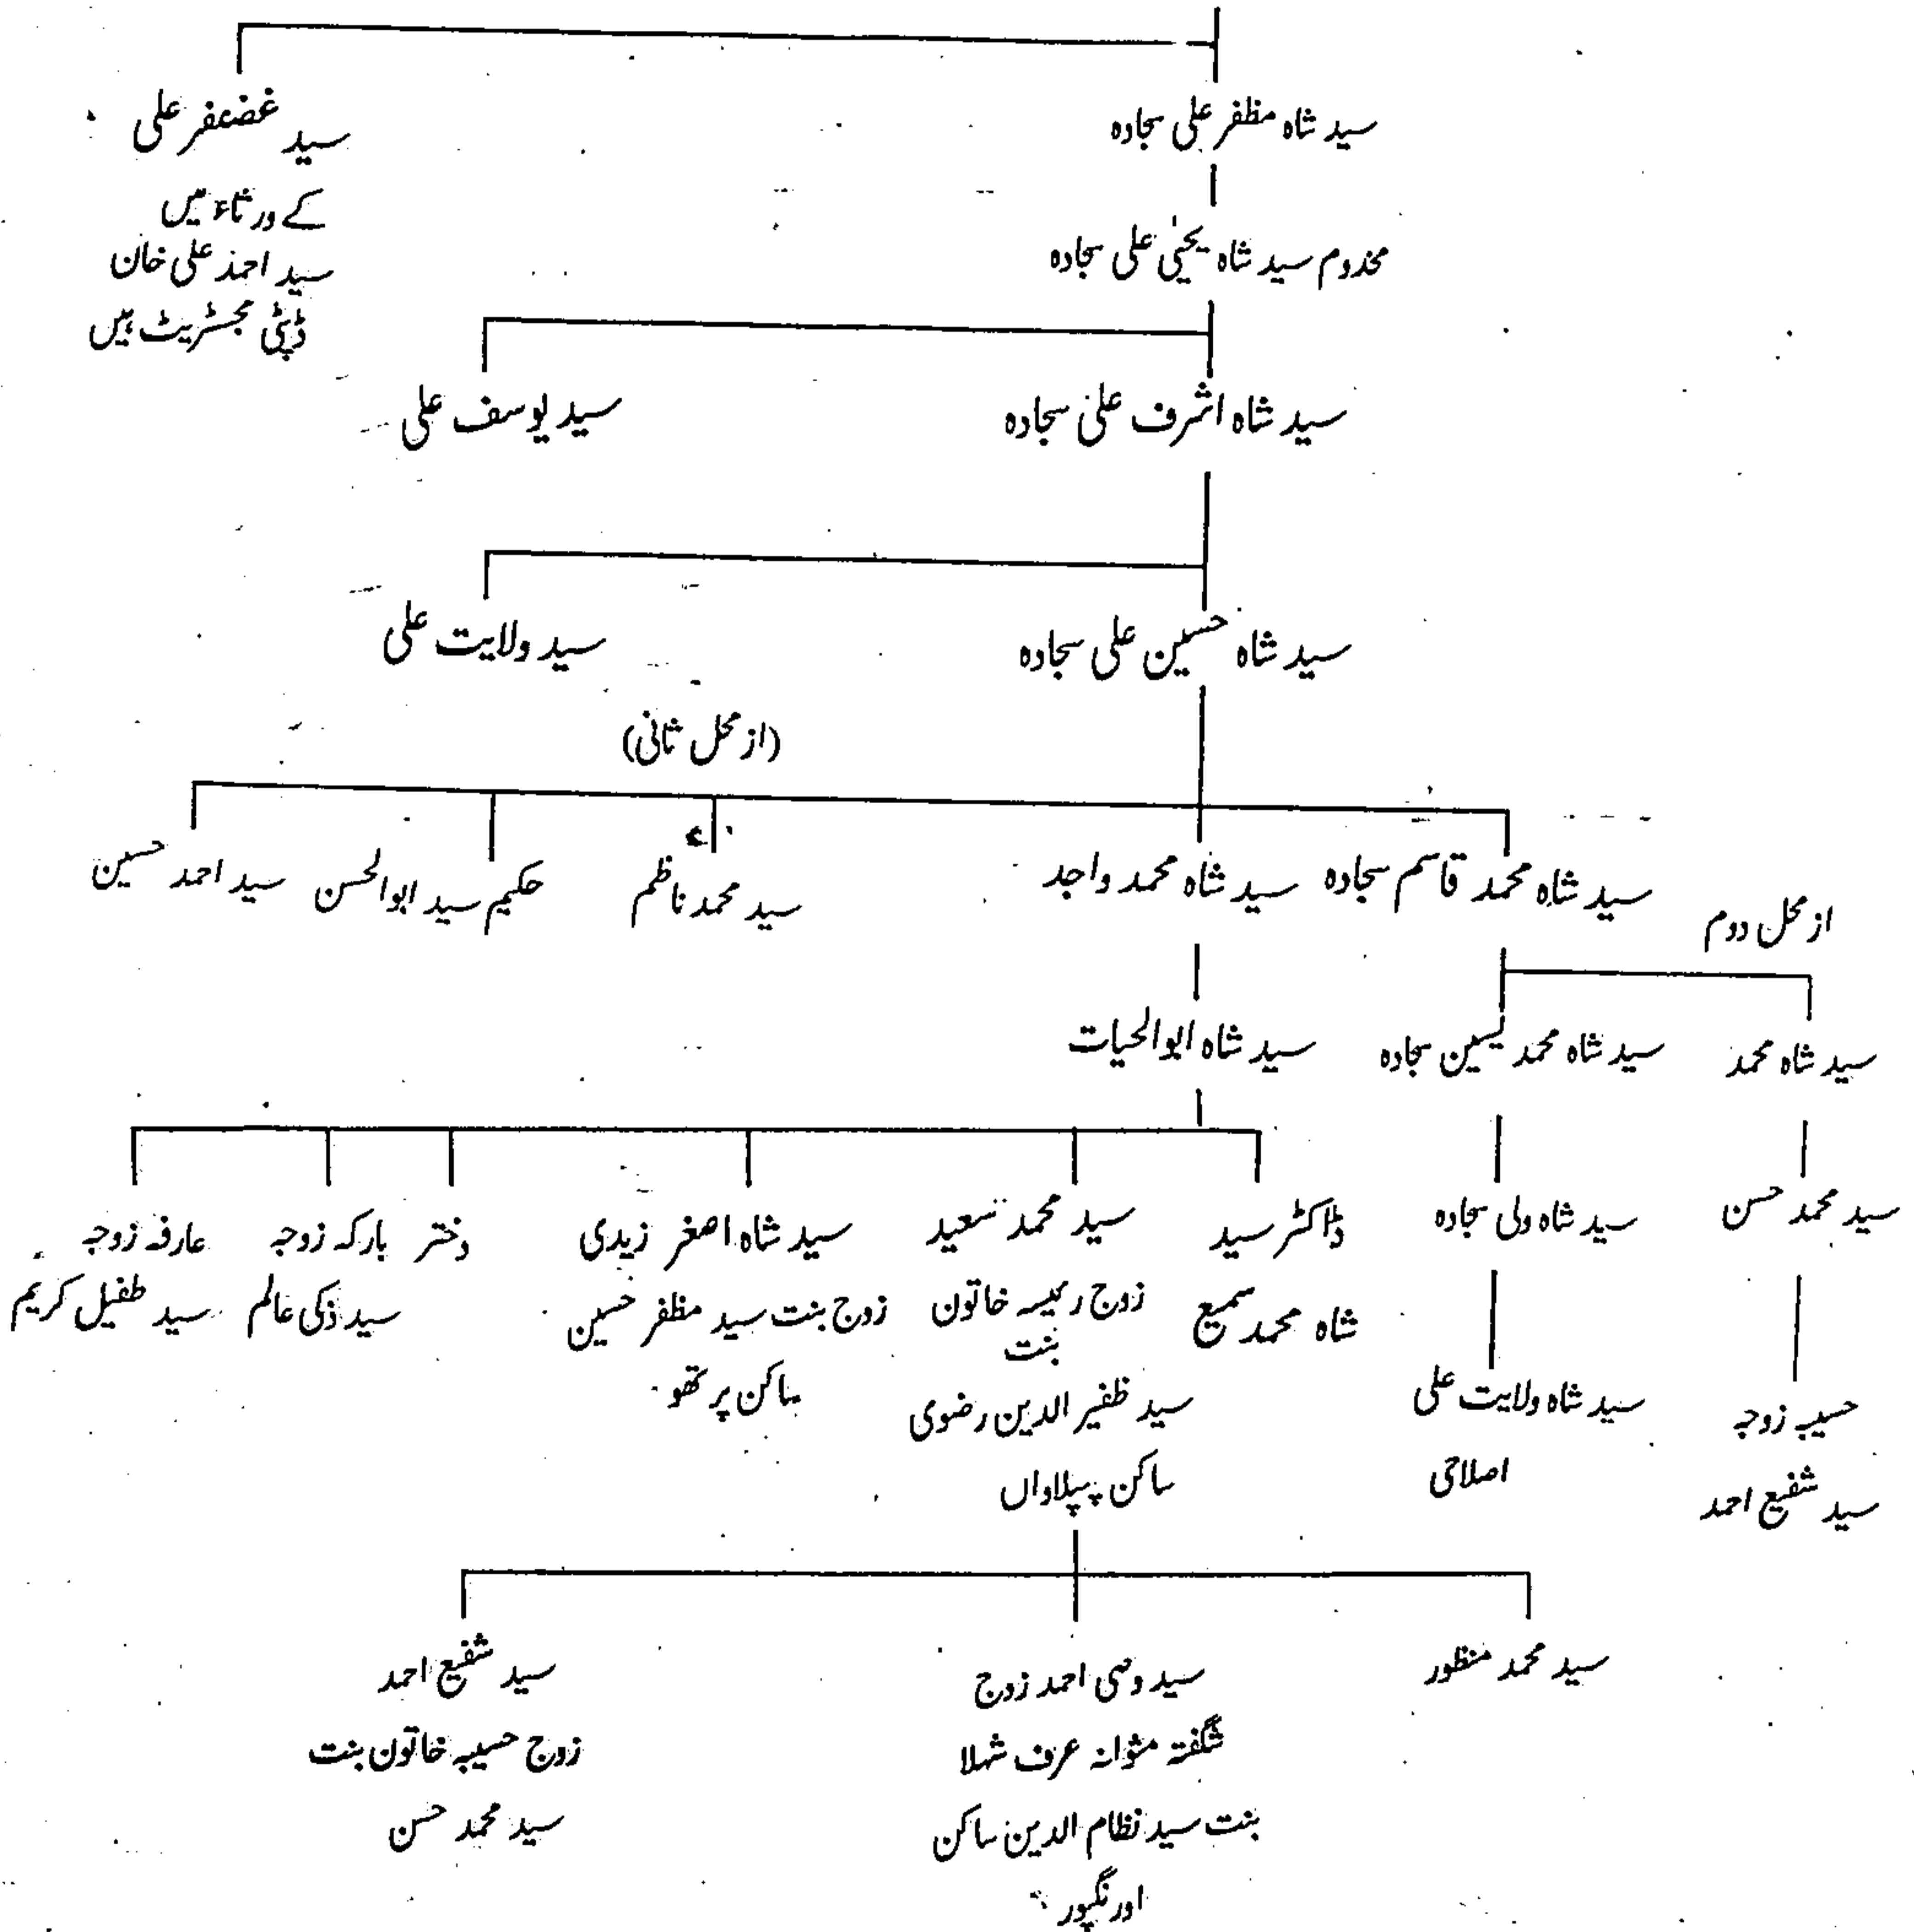 سید شاہ مظفر علی سجادہ
سید غضنفر علی
کے ورثاء میں
سید احمد علی خان
ڈپٹی مجسٹریٹ ہیں
مخدوم سید شاہ یحییٰ علی سجادہ
سید شاہ اشرف علی سجادہ
سید یوسف علی
سید شاہ حسین علی سجادہ
سید ولایت علی
(از محل ثانی)
سید شاہ محمد قاسم سجادہ
سید شاہ محمد واجد
سید محمد ناظم
حکیم سید ابوالحسن
سید احمد حسین
از محل دوم
سید شاہ محمد
سید شاہ محمد یٰسین سجادہ
سید شاہ ابوالحیات
سید محمد حسن
سید شاہ ولی سجادہ
ڈاکٹر سید
شاہ محمد سمیع
سید محمد سعید
زوج رئیسہ خاتون
بنت
سید ظفیر الدین رضوی
ساکن پیپلاواں
سید شاہ اصغر زیدی
زوج بنت سید مظفر حسین
ساکن پرتھو
دختر
بارکہ زوجہ
سید ذکی عالم
عارفہ زوجہ
سید طفیل کریم
حسیبہ زوجہ
سید شفیع احمد
سید شاہ ولایت علی
اصلاحی
سید محمد منظور
سید وصی احمد زوج
شگفتہ عرف شہلا
بنت سید نظام الدین ساکن
اورنگپور
سید شفیع احمد
زوج حسیبہ خاتون بنت
سید محمد حسن